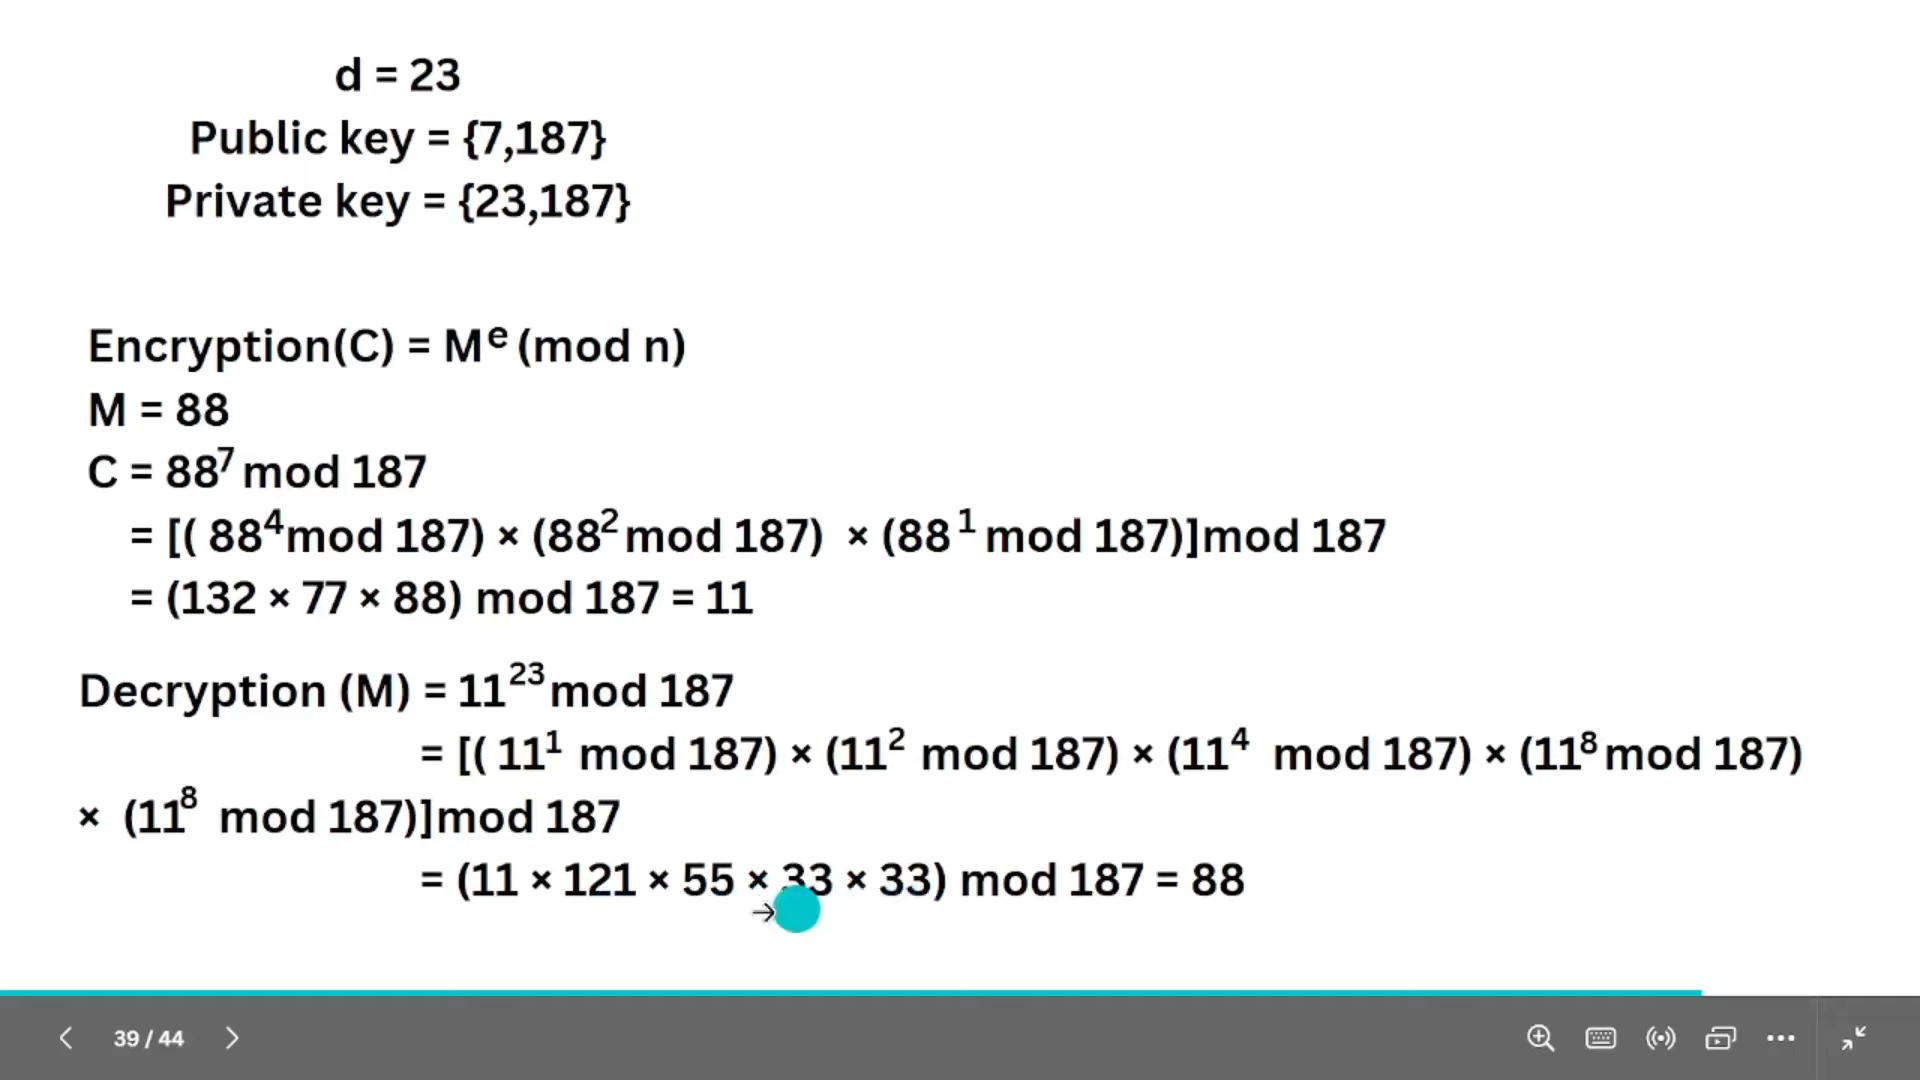 d = 23
Public key = {7,187}
Private key = {23,187}
Encryption(C) = Mᵉ (mod n)
M = 88
C = 88⁷ mod 187
= [( 88⁴mod 187) × (88² mod 187) × (88¹ mod 187)]mod 187
= (132 × 77 × 88) mod 187 = 11
Decryption (M) = 11²³ mod 187
= [( 11¹ mod 187) × (11² mod 187) × (11⁴ mod 187) × (11⁸ mod 187)
× (11⁸ mod 187)]mod 187
= (11 × 121 × 55 × 33 × 33) mod 187 = 88
39 / 44